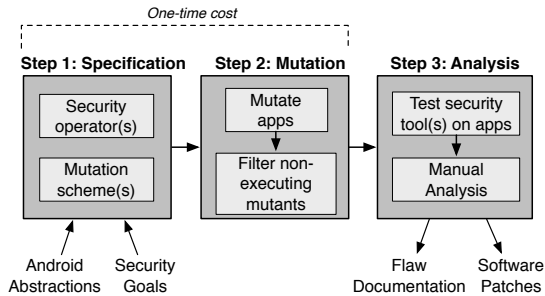 One-time cost
Step 1: Specification
Security
operator(s)
Mutation
scheme(s)
Android
Abstractions
Security
Goals
Step 2: Mutation
Mutate
apps
Filter non-
executing
mutants
Step 3: Analysis
Test security
tool(s) on apps
Manual
Analysis
Flaw
Documentation
Software
Patches